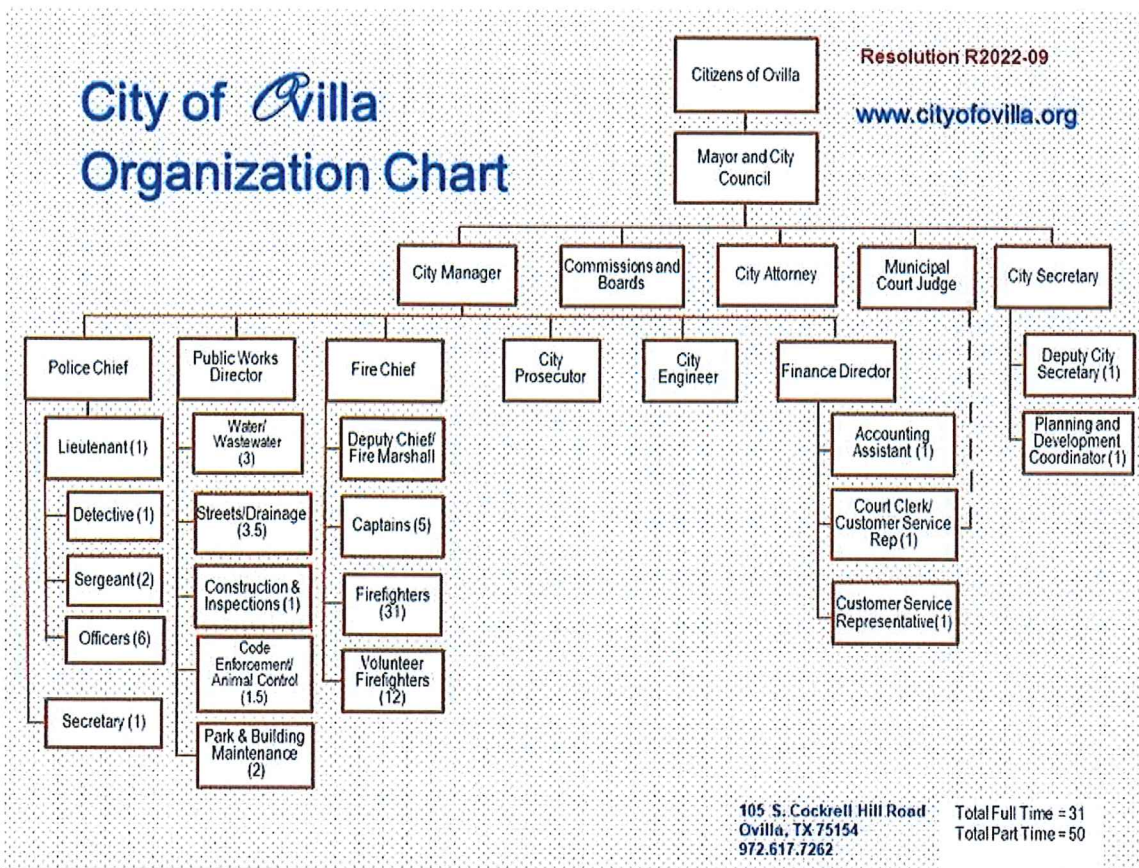 City of Ovilla
Organization Chart
Resolution R2022-09
www.cityofovilla.org
Citizens of Ovilla
Mayor and City
Council
City Manager
Commissions and
Boards
City Attorney
Municipal
Court Judge
City Secretary
Police Chief
Public Works
Director
Fire Chief
City
Prosecutor
City
Engineer
Finance Director
Deputy City
Secretary (1)
Planning and
Development
Coordinator (1)
Lieutenant (1)
Detective (1)
Sergeant (2)
Officers (6)
Secretary (1)
Water/
Wastewater
(3)
Streets/Drainage
(3.5)
Construction &
Inspections (1)
Code
Enforcement/
Animal Control
(1.5)
Park & Building
Maintenance
(2)
Deputy Chief/
Fire Marshall
Captains (5)
Firefighters
(31)
Volunteer
Firefighters
(12)
Accounting
Assistant (1)
Court Clerk/
Customer Service
Rep (1)
Customer Service
Representative(1)
105 S. Cockrell Hill Road
Ovilla, TX 75154
972.617.7262
Total Full Time = 31
Total Part Time = 50